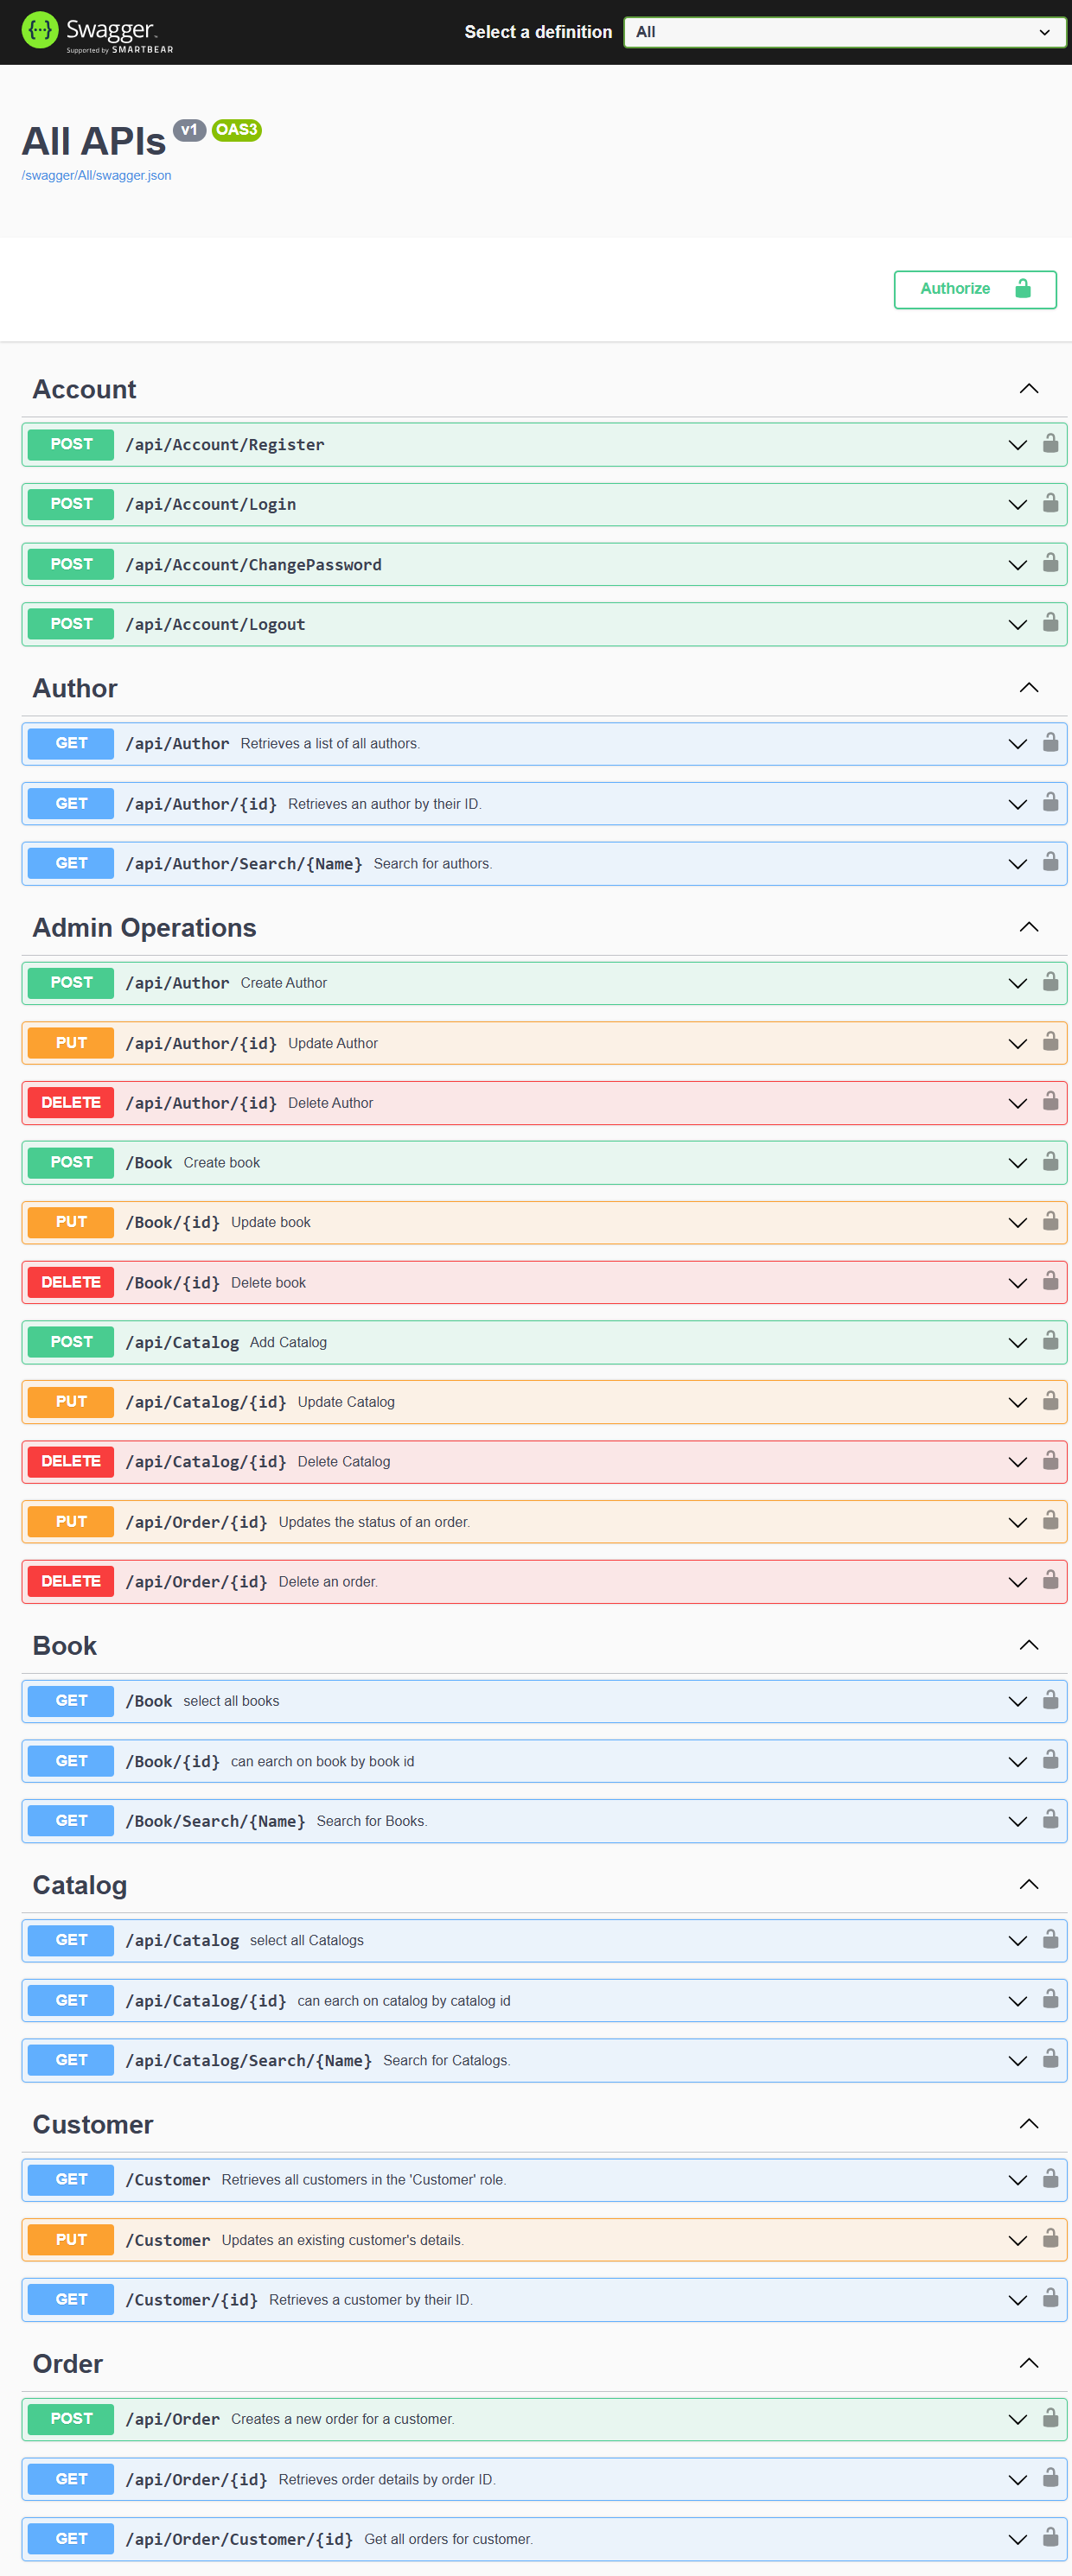 Swagger
Supported by SMARTBEAR
Select a definition
All
All APIs v1 OAS3
/swagger/All/swagger.json
Authorize
Account
POST /api/Account/Register
POST /api/Account/Login
POST /api/Account/ChangePassword
POST /api/Account/Logout
Author
GET /api/Author Retrieves a list of all authors.
GET /api/Author/{id} Retrieves an author by their ID.
GET /api/Author/Search/{Name} Search for authors.
Admin Operations
POST /api/Author Create Author
PUT /api/Author/{id} Update Author
DELETE /api/Author/{id} Delete Author
POST /Book Create book
PUT /Book/{id} Update book
DELETE /Book/{id} Delete book
POST /api/Catalog Add Catalog
PUT /api/Catalog/{id} Update Catalog
DELETE /api/Catalog/{id} Delete Catalog
PUT /api/Order/{id} Updates the status of an order.
DELETE /api/Order/{id} Delete an order.
Book
GET /Book select all books
GET /Book/{id} can earch on book by book id
GET /Book/Search/{Name} Search for Books.
Catalog
GET /api/Catalog select all Catalogs
GET /api/Catalog/{id} can earch on catalog by catalog id
GET /api/Catalog/Search/{Name} Search for Catalogs.
Customer
GET /Customer Retrieves all customers in the 'Customer' role.
PUT /Customer Updates an existing customer's details.
GET /Customer/{id} Retrieves a customer by their ID.
Order
POST /api/Order Creates a new order for a customer.
GET /api/Order/{id} Retrieves order details by order ID.
GET /api/Order/Customer/{id} Get all orders for customer.